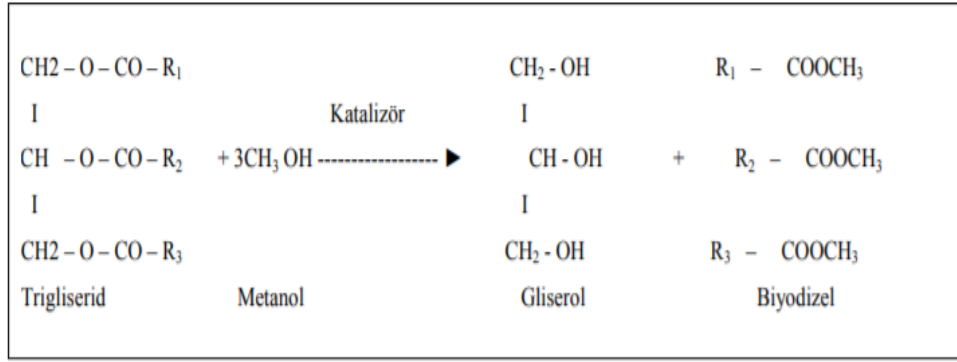 CH2 – O – CO – R₁ CH₂ - OH R₁ – COOCH₃
I Katalizör I
CH – O – CO – R₂ + 3CH₃ OH ------------------- ► CH - OH + R₂ – COOCH₃
I I
CH2 – O – CO – R₃ CH₂ - OH R₃ – COOCH₃
Trigliserid Metanol Gliserol Biyodizel